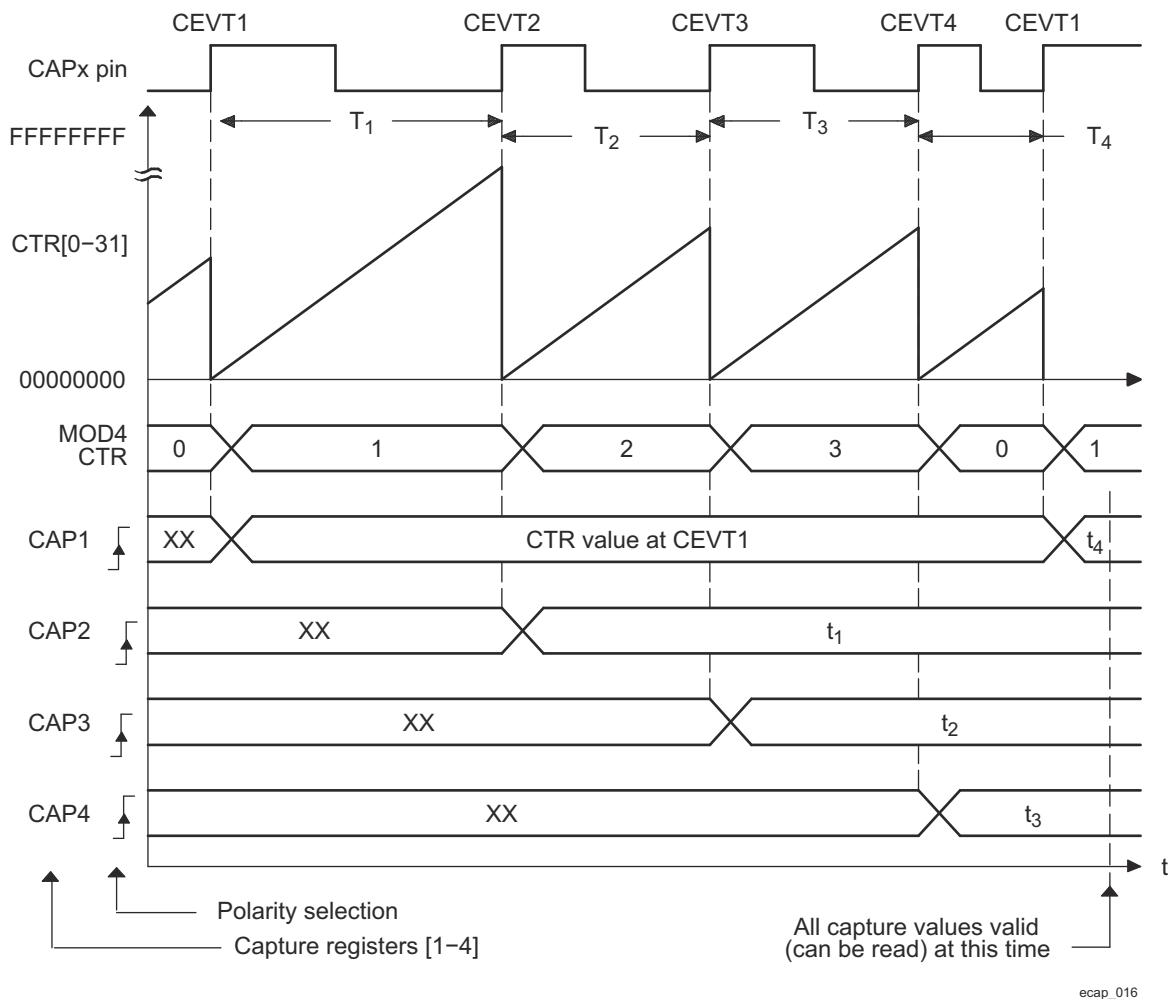 CEVT1 CEVT2 CEVT3 CEVT4 CEVT1
CAPx pin
T1 T2 T3 T4
FFFFFFFF
CTR[0−31]
00000000
MOD4
CTR
0 1 2 3 0 1
CAP1 XX CTR value at CEVT1 t4
CAP2 XX t1
CAP3 XX t2
CAP4 XX t3
t
Polarity selection
Capture registers [1−4]
All capture values valid
(can be read) at this time
ecap_016